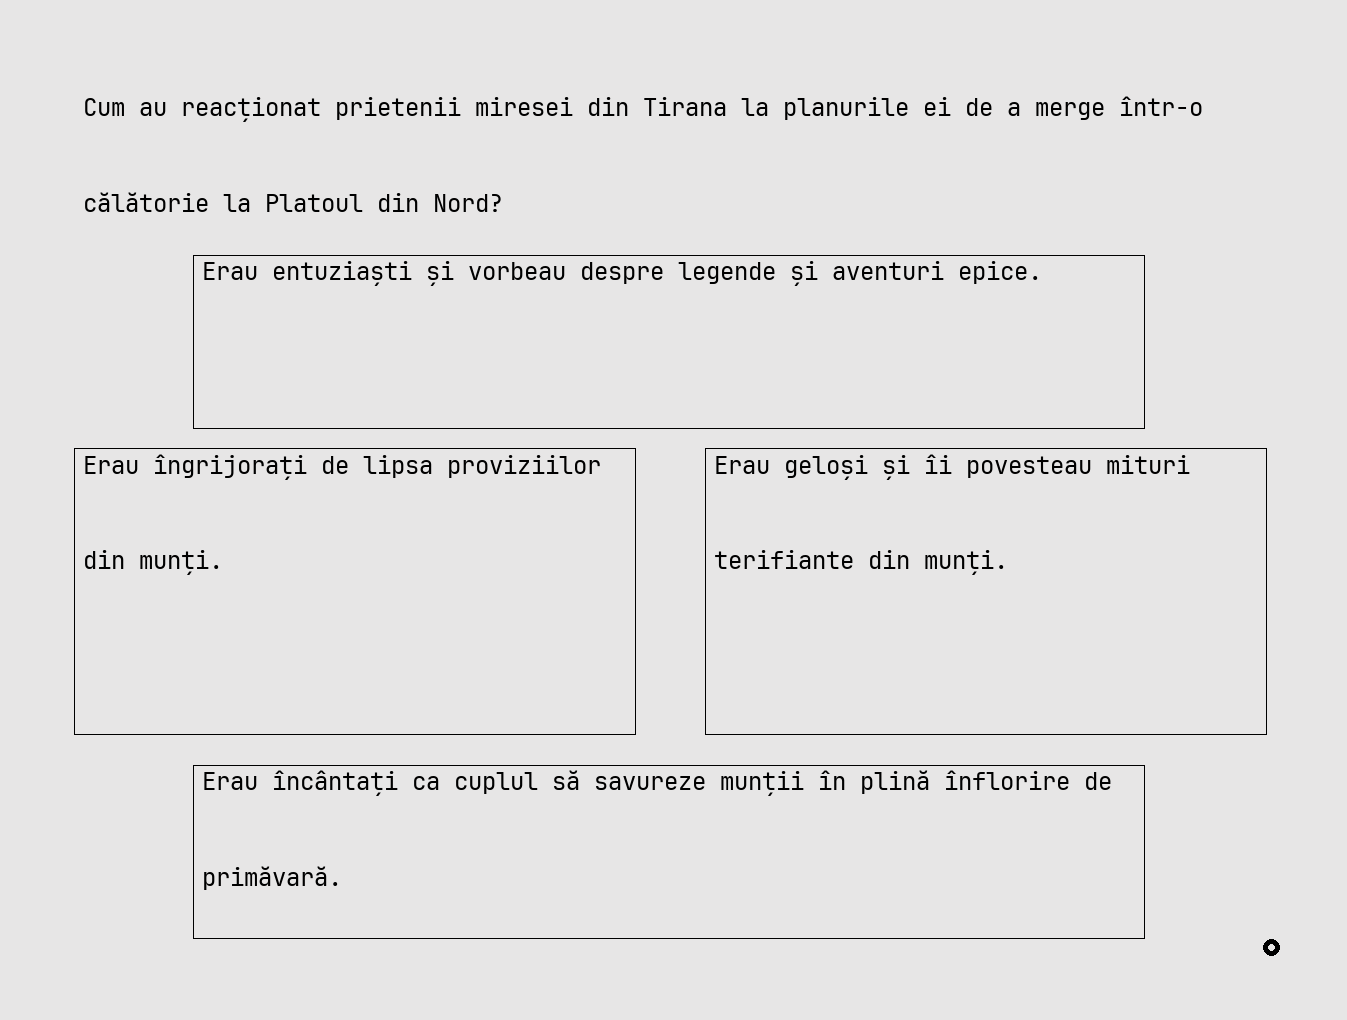 Cum au reacționat prietenii miresei din Tirana la planurile ei de a merge într-o
călătorie la Platoul din Nord?
Erau entuziaști și vorbeau despre legende și aventuri epice.
Erau îngrijorați de lipsa proviziilor
din munți.
Erau geloși și îi povesteau mituri
terifiante din munți.
Erau încântați ca cuplul să savureze munții în plină înflorire de
primăvară.